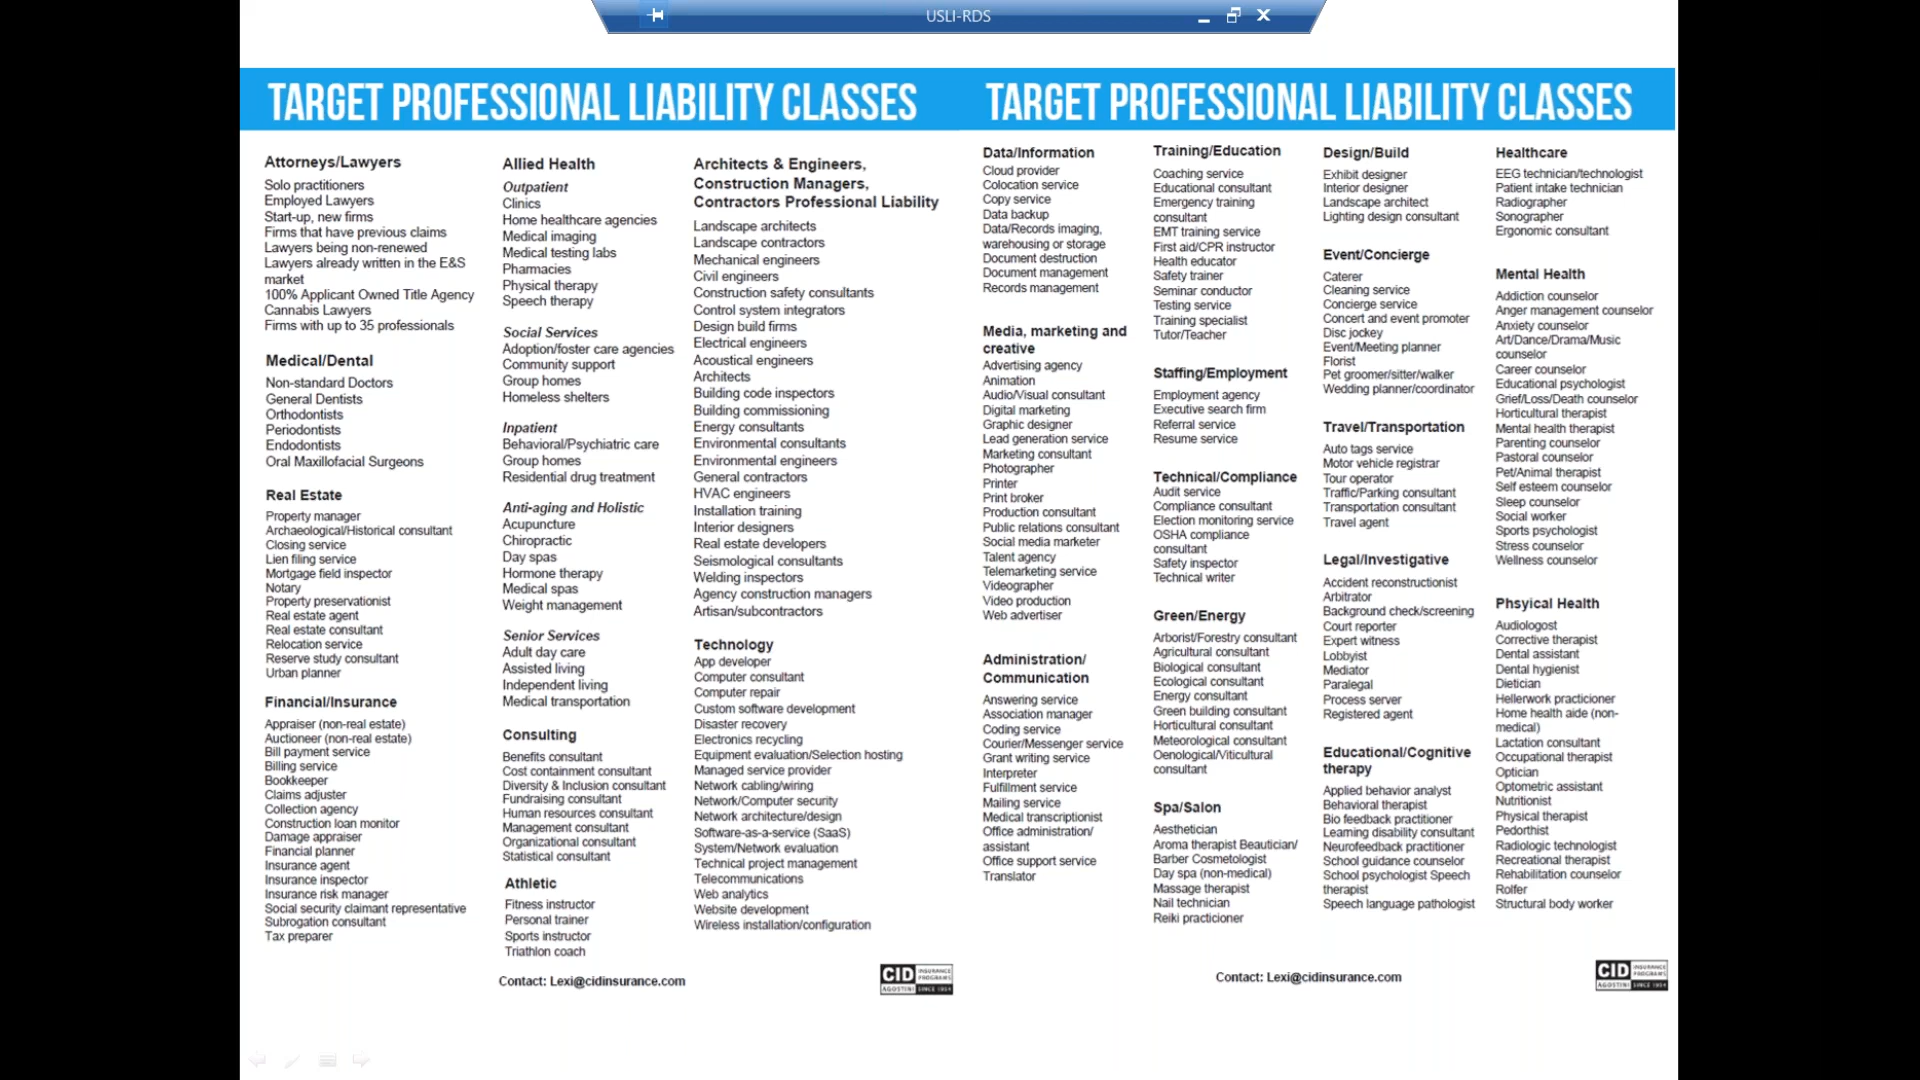 USLI-RDS
TARGET PROFESSIONAL LIABILITY CLASSES
Attorneys/Lawyers
Solo practitioners
Employed Lawyers
Start-up, new firms
Firms that have previous claims
Lawyers being non-renewed
Lawyers already written in the E&S
market
100% Applicant Owned Title Agency
Cannabis Lawyers
Firms with up to 35 professionals
Medical/Dental
Non-standard Doctors
General Dentists
Orthodontists
Periodontists
Endodontists
Oral Maxillofacial Surgeons
Real Estate
Property manager
Archaeological/Historical consultant
Closing service
Lien filing service
Mortgage field inspector
Notary
Property preservationist
Real estate agent
Real estate consultant
Relocation service
Reserve study consultant
Urban planner
Financial/Insurance
Appraiser (non-real estate)
Auctioneer (non-real estate)
Bill payment service
Billing service
Bookkeeper
Claims adjuster
Collection agency
Construction loan monitor
Damage appraiser
Financial planner
Insurance agent
Insurance inspector
Insurance risk manager
Social security claimant representative
Subrogation consultant
Tax preparer
Allied Health
Outpatient
Clinics
Home healthcare agencies
Medical imaging
Medical testing labs
Pharmacies
Physical therapy
Speech therapy
Social Services
Adoption/foster care agencies
Community support
Group homes
Homeless shelters
Inpatient
Behavioral/Psychiatric care
Group homes
Residential drug treatment
Anti-aging and Holistic
Acupuncture
Chiropractic
Day spas
Hormone therapy
Medical spas
Weight management
Senior Services
Adult day care
Assisted living
Independent living
Medical transportation
Consulting
Benefits consultant
Cost containment consultant
Diversity & Inclusion consultant
Fundraising consultant
Human resources consultant
Management consultant
Organizational consultant
Statistical consultant
Athletic
Fitness instructor
Personal trainer
Sports instructor
Triathlon coach
Architects & Engineers,
Construction Managers,
Contractors Professional Liability
Landscape architects
Landscape contractors
Mechanical engineers
Civil engineers
Construction safety consultants
Control system integrators
Design build firms
Electrical engineers
Acoustical engineers
Architects
Building code inspectors
Building commissioning
Energy consultants
Environmental consultants
Environmental engineers
General contractors
HVAC engineers
Installation training
Interior designers
Real estate developers
Seismological consultants
Welding inspectors
Agency construction managers
Artisan/subcontractors
Technology
App developer
Computer consultant
Computer repair
Custom software development
Disaster recovery
Electronics recycling
Equipment evaluation/Selection hosting
Managed service provider
Network cabling/wiring
Network/Computer security
Network architecture/design
Software-as-a-service (SaaS)
System/Network evaluation
Technical project management
Telecommunications
Web analytics
Website development
Wireless installation/configuration
Contact: Lexi@cidinsurance.com
CID INSURANCE
PROGRAMS
AGOSTINI SINCE 1954
TARGET PROFESSIONAL LIABILITY CLASSES
Data/Information
Cloud provider
Colocation service
Copy service
Data backup
Data/Records imaging,
warehousing or storage
Document destruction
Document management
Records management
Media, marketing and
creative
Advertising agency
Animation
Audio/Visual consultant
Digital marketing
Graphic designer
Lead generation service
Marketing consultant
Photographer
Printer
Print broker
Production consultant
Public relations consultant
Social media marketer
Talent agency
Telemarketing service
Videographer
Video production
Web advertiser
Administration/
Communication
Answering service
Association manager
Coding service
Courier/Messenger service
Grant writing service
Interpreter
Fulfillment service
Mailing service
Medical transcriptionist
Office administration/
assistant
Office support service
Translator
Training/Education
Coaching service
Educational consultant
Emergency training
consultant
EMT training service
First aid/CPR instructor
Health educator
Safety trainer
Seminar conductor
Testing service
Training specialist
Tutor/Teacher
Staffing/Employment
Employment agency
Executive search firm
Referral service
Resume service
Technical/Compliance
Audit service
Compliance consultant
Election monitoring service
OSHA compliance
consultant
Safety inspector
Technical writer
Green/Energy
Arborist/Forestry consultant
Agricultural consultant
Biological consultant
Ecological consultant
Energy consultant
Green building consultant
Horticultural consultant
Meteorological consultant
Oenological/Viticultural
consultant
Spa/Salon
Aesthetician
Aroma therapist Beautician/
Barber Cosmetologist
Day spa (non-medical)
Massage therapist
Nail technician
Reiki practicioner
Design/Build
Exhibit designer
Interior designer
Landscape architect
Lighting design consultant
Event/Concierge
Caterer
Cleaning service
Concierge service
Concert and event promoter
Disc jockey
Event/Meeting planner
Florist
Pet groomer/sitter/walker
Wedding planner/coordinator
Travel/Transportation
Auto tags service
Motor vehicle registrar
Tour operator
Traffic/Parking consultant
Transportation consultant
Travel agent
Legal/Investigative
Accident reconstructionist
Arbitrator
Background check/screening
Court reporter
Expert witness
Lobbyist
Mediator
Paralegal
Process server
Registered agent
Educational/Cognitive
therapy
Applied behavior analyst
Behavioral therapist
Bio feedback practitioner
Learning disability consultant
Neurofeedback practitioner
School guidance counselor
School psychologist Speech
therapist
Speech language pathologist
Healthcare
EEG technician/technologist
Patient intake technician
Radiographer
Sonographer
Ergonomic consultant
Mental Health
Addiction counselor
Anger management counselor
Anxiety counselor
Art/Dance/Drama/Music
counselor
Career counselor
Educational psychologist
Grief/Loss/Death counselor
Horticultural therapist
Mental health therapist
Parenting counselor
Pastoral counselor
Pet/Animal therapist
Self esteem counselor
Sleep counselor
Social worker
Sports psychologist
Stress counselor
Wellness counselor
Phsyical Health
Audiologost
Corrective therapist
Dental assistant
Dental hygienist
Dietician
Hellerwork practicioner
Home health aide (non-
medical)
Lactation consultant
Occupational therapist
Optician
Optometric assistant
Nutritionist
Physical therapist
Pedorthist
Radiologic technologist
Recreational therapist
Rehabilitation counselor
Rolfer
Structural body worker
Contact: Lexi@cidinsurance.com
CID INSURANCE
PROGRAMS
AGOSTINI SINCE 1954